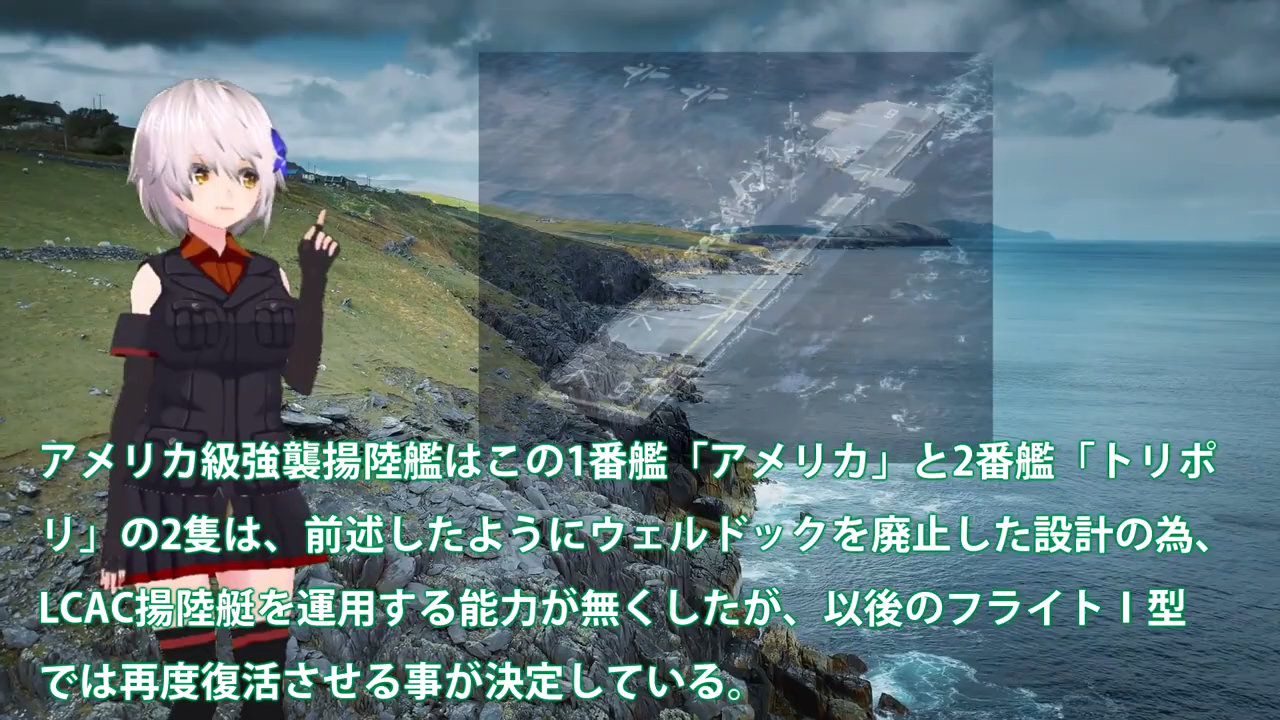 アメリカ級強襲揚陸艦はこの1番艦「アメリカ」と2番艦「トリポ
リ」の2隻は、前述したようにウェルドックを廃止した設計の為、
LCAC揚陸艇を運用する能力が無くしたが、以後のフライトⅠ型
では再度復活させる事が決定している。